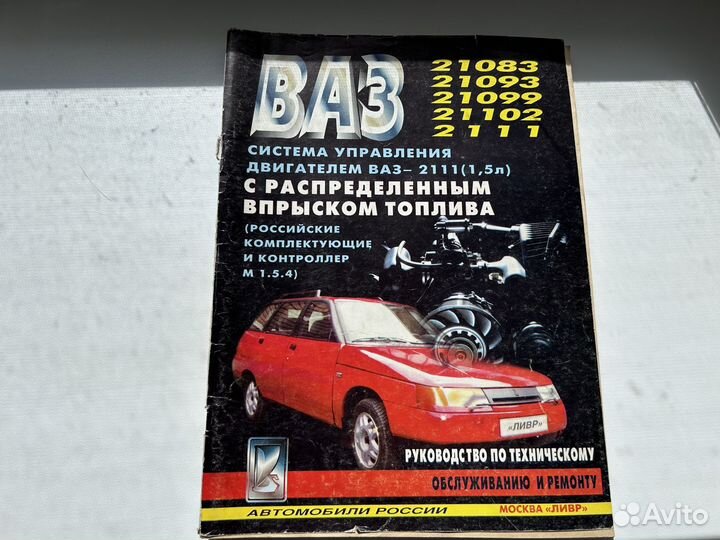 ВАЗ
21083
21093
21099
21102
2111
СИСТЕМА УПРАВЛЕНИЯ
ДВИГАТЕЛЕМ ВАЗ- 2111(1,5л)
С РАСПРЕДЕЛЕННЫМ
ВПРЫСКОМ ТОПЛИВА
(РОССИЙСКИЕ
КОМПЛЕКТУЮЩИЕ
И КОНТРОЛЛЕР
М 1.5.4)
«ЛИВР»
РУКОВОДСТВО ПО ТЕХНИЧЕСКОМУ
ОБСЛУЖИВАНИЮ И РЕМОНТУ
АВТОМОБИЛИ РОССИИ
МОСКВА «ЛИВР»
Avito